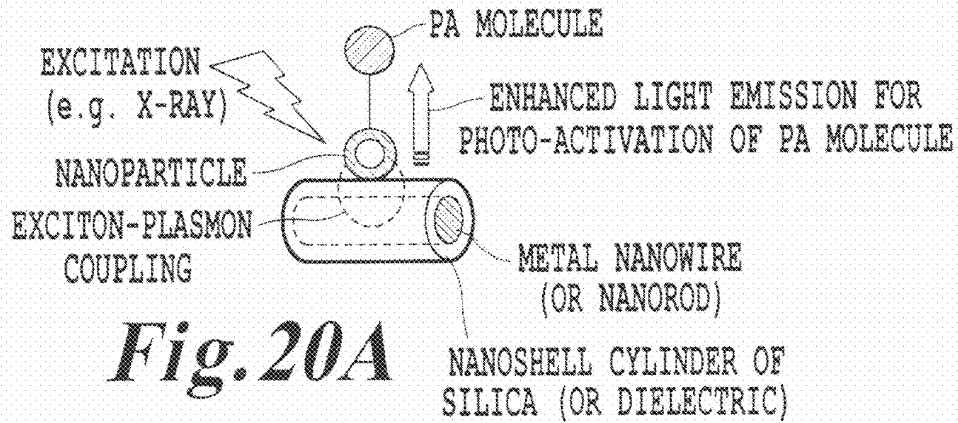 PA MOLECULE
EXCITATION
(e.g. X-RAY)
ENHANCED LIGHT EMISSION FOR
PHOTO-ACTIVATION OF PA MOLECULE
NANOPARTICLE
EXCITON-PLASMON
COUPLING
METAL NANOWIRE
(OR NANOROD)
NANOSHELL CYLINDER OF
SILICA (OR DIELECTRIC)
Fig.20A